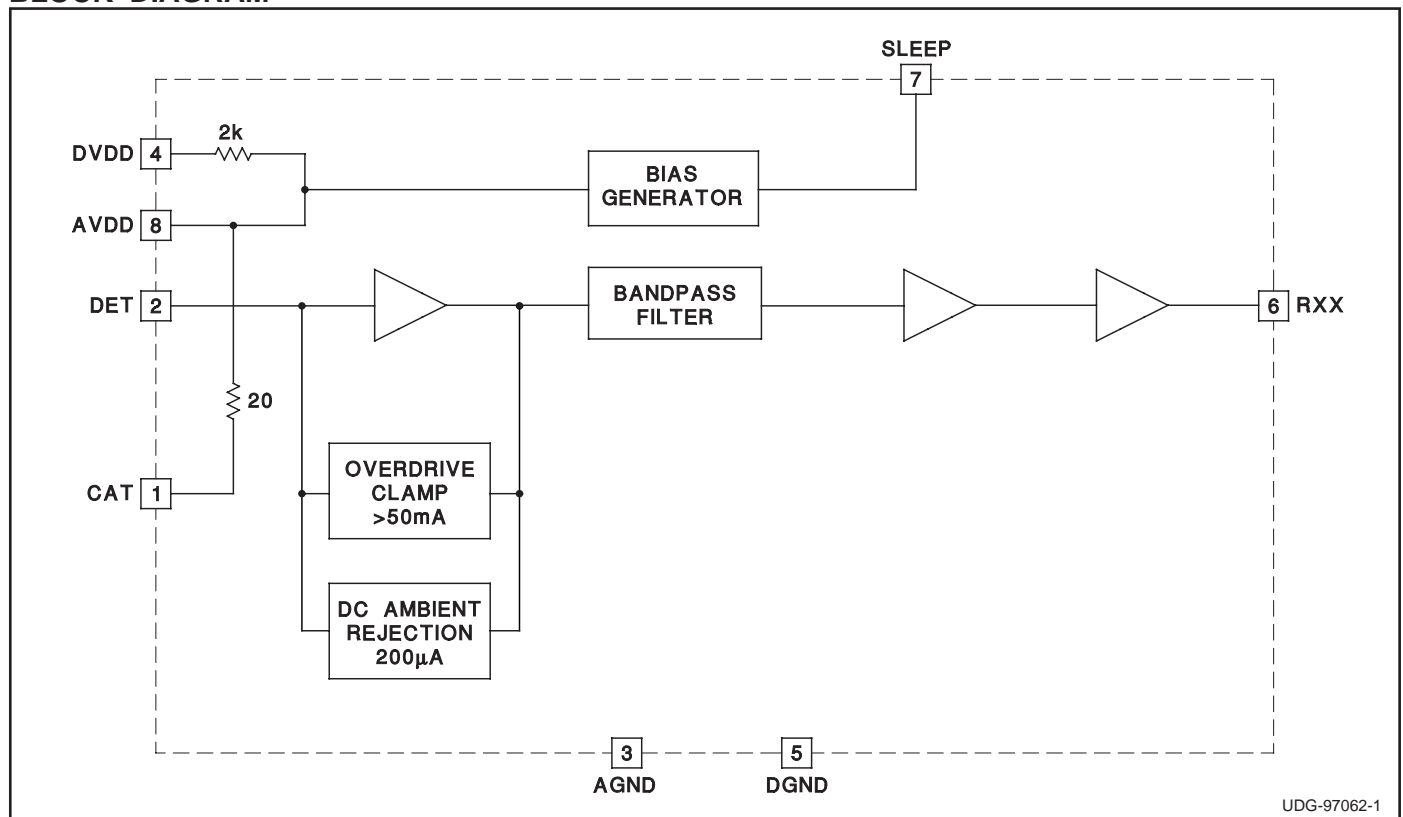 BLOCK DIAGRAM
SLEEP
7
2k
DVDD 4
BIAS
GENERATOR
AVDD 8
DET 2
BANDPASS
FILTER
6 RXX
20
CAT 1
OVERDRIVE
CLAMP
>50mA
DC AMBIENT
REJECTION
200µA
3
AGND
5
DGND
UDG-97062-1